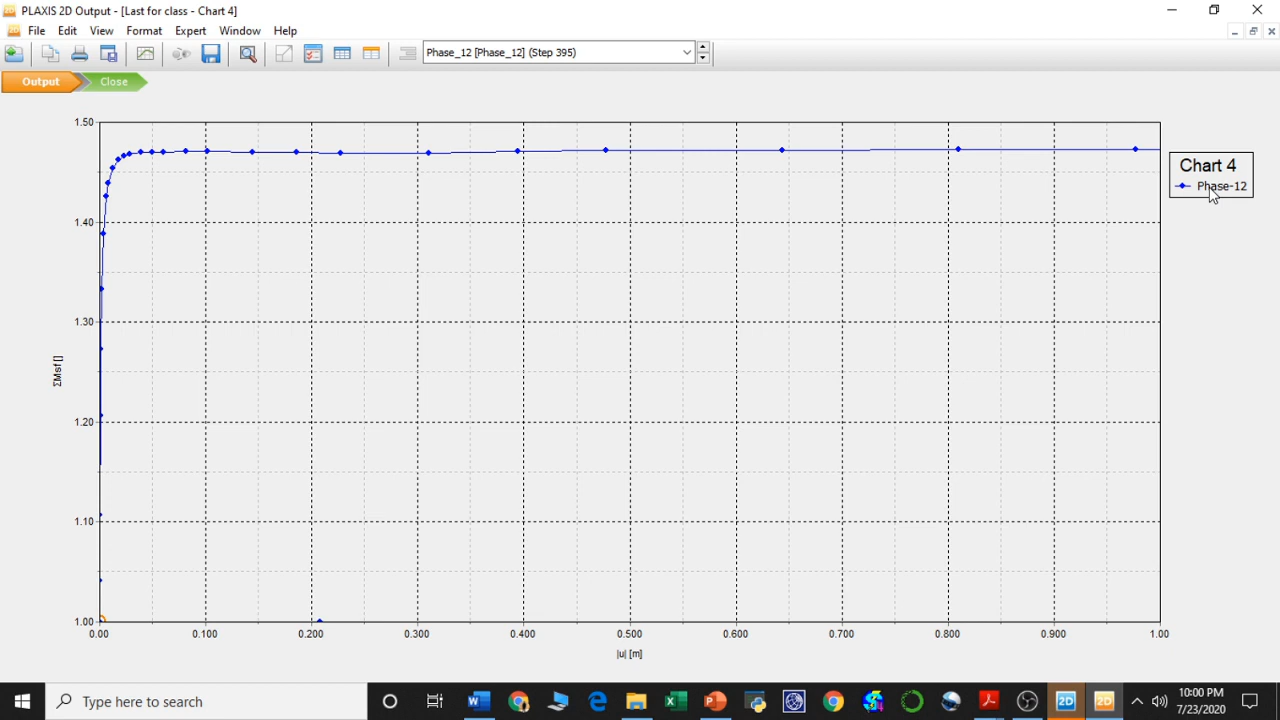 PLAXIS 2D Output - [Last for class - Chart 4]
File Edit View Format Expert Window Help
Phase_12 [Phase_12] (Step 395)
Output Close
1.50
1.40
1.30
1.20
1.10
1.00
ΣMsf []
0.00 0.100 0.200 0.300 0.400 0.500 0.600 0.700 0.800 0.900 1.00
|u| [m]
Chart 4
Phase-12
Type here to search
10:00 PM
7/23/2020